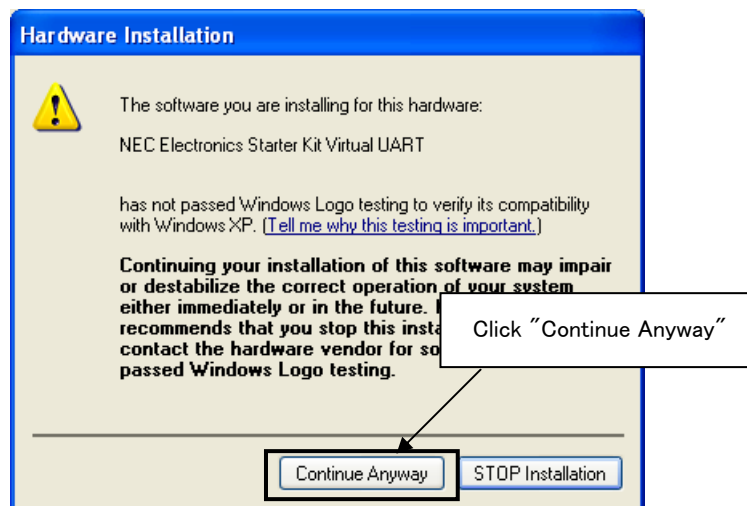 Hardware Installation
The software you are installing for this hardware:
NEC Electronics Starter Kit Virtual UART
has not passed Windows Logo testing to verify its compatibility
with Windows XP. (Tell me why this testing is important.)
Continuing your installation of this software may impair
or destabilize the correct operation of your system
either immediately or in the future.
recommends that you stop this
contact the hardware vendor for
passed Windows Logo testing.
Click "Continue Anyway"
Continue Anyway
STOP Installation